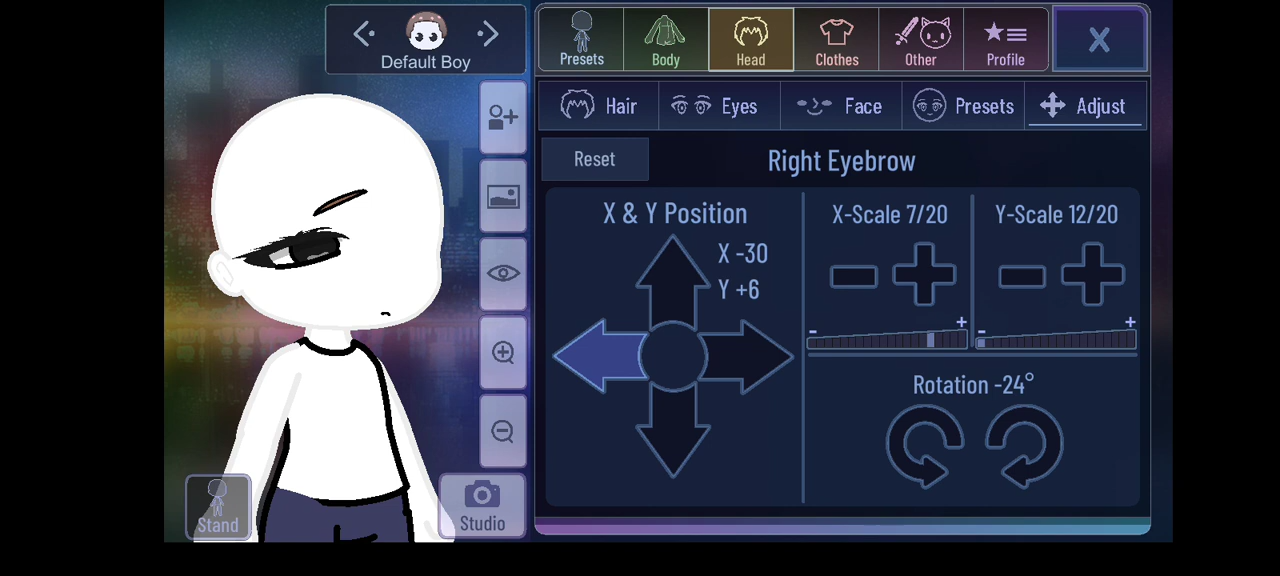 Default Boy
Presets
Body
Head
Clothes
Other
Profile
X
Hair
Eyes
Face
Presets
Adjust
Reset
Right Eyebrow
X & Y Position
X -30
Y +6
X-Scale 7/20
Y-Scale 12/20
- +
- +
Rotation -24°
Stand
Studio